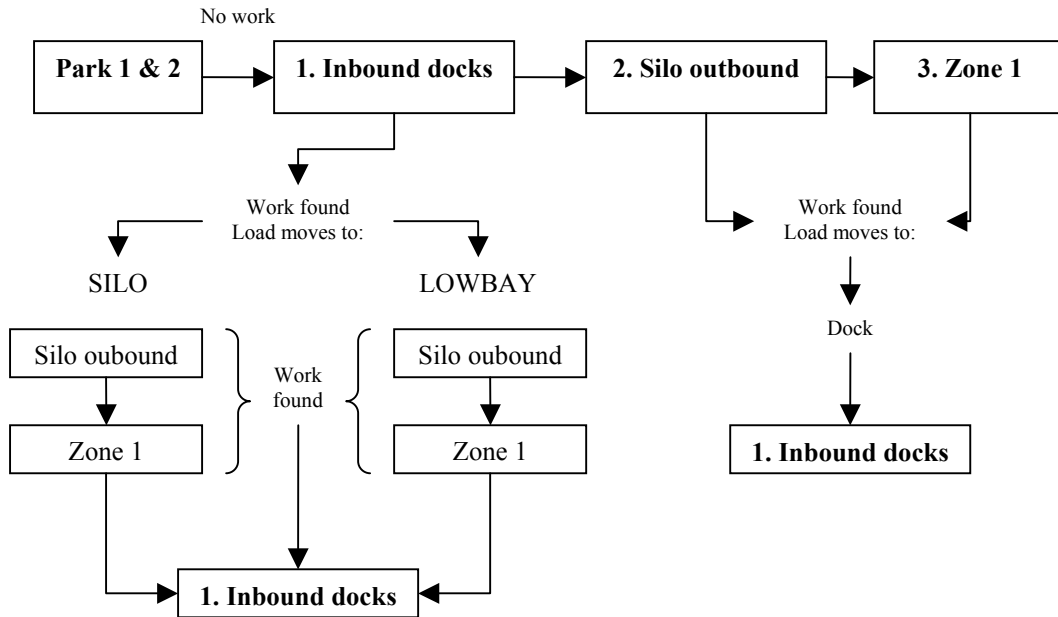 No work
Park 1 & 2
1. Inbound docks
2. Silo outbound
3. Zone 1
Work found
Load moves to:
Work found
Load moves to:
SILO
LOWBAY
Dock
Silo oubound
Work
found
Silo oubound
Zone 1
Zone 1
1. Inbound docks
1. Inbound docks